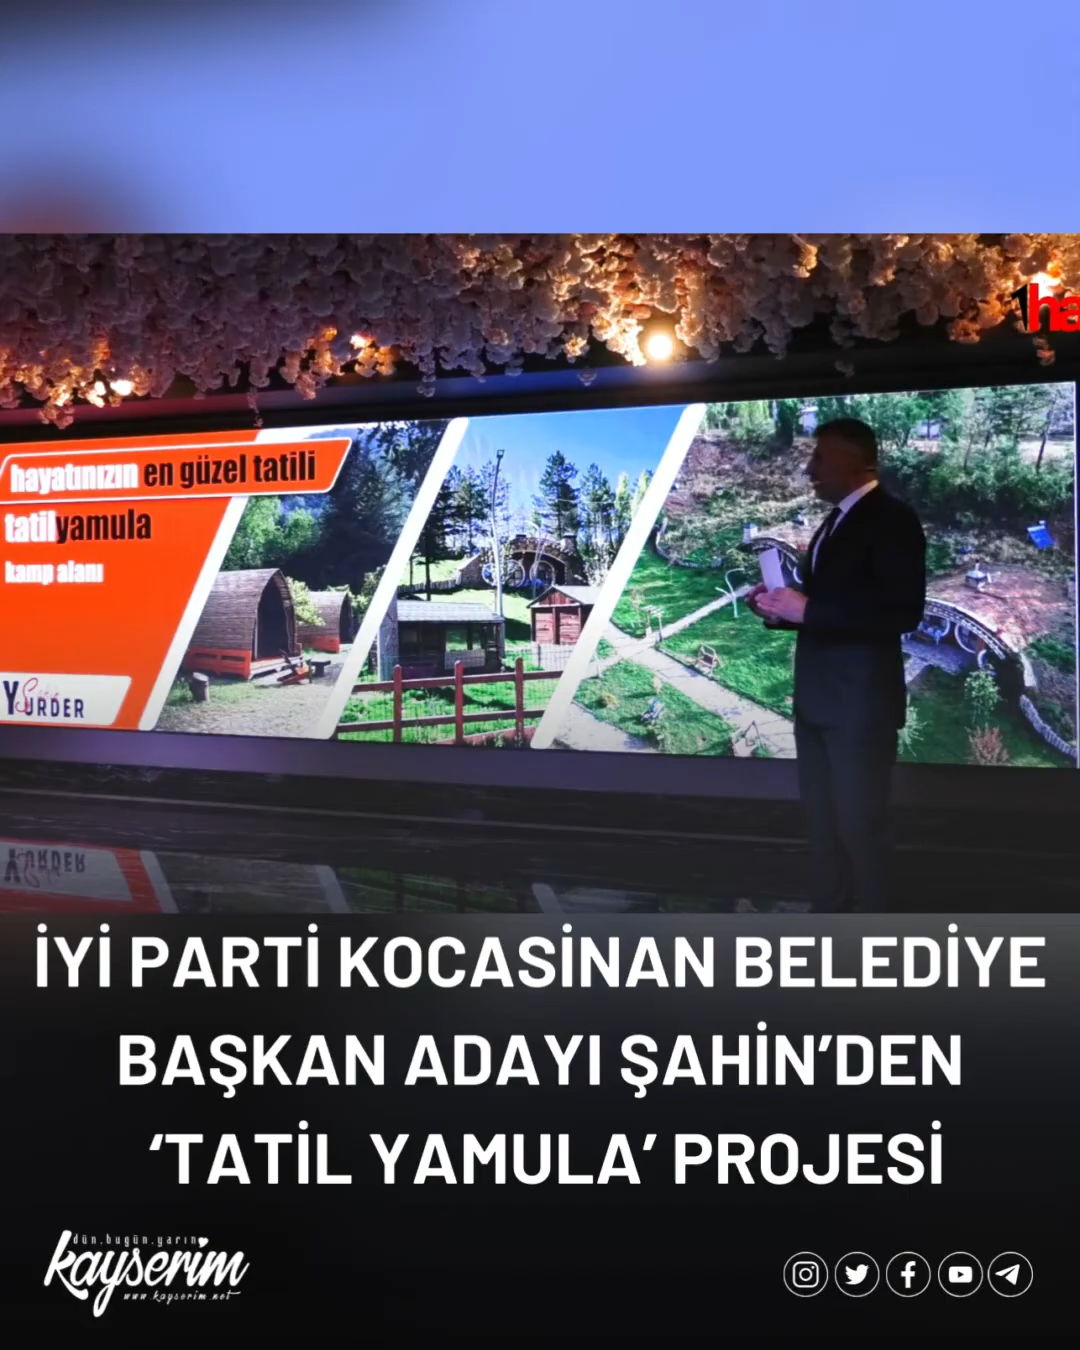 ha
hayatınızın en güzel tatili
tatilyamula
kamp alanı
YURDER
İYİ PARTİ KOCASİNAN BELEDİYE
BAŞKAN ADAYI ŞAHİN’DEN
‘TATİL YAMULA’ PROJESİ
dün.bugün.yarın
kayserim
www.kayserim.net